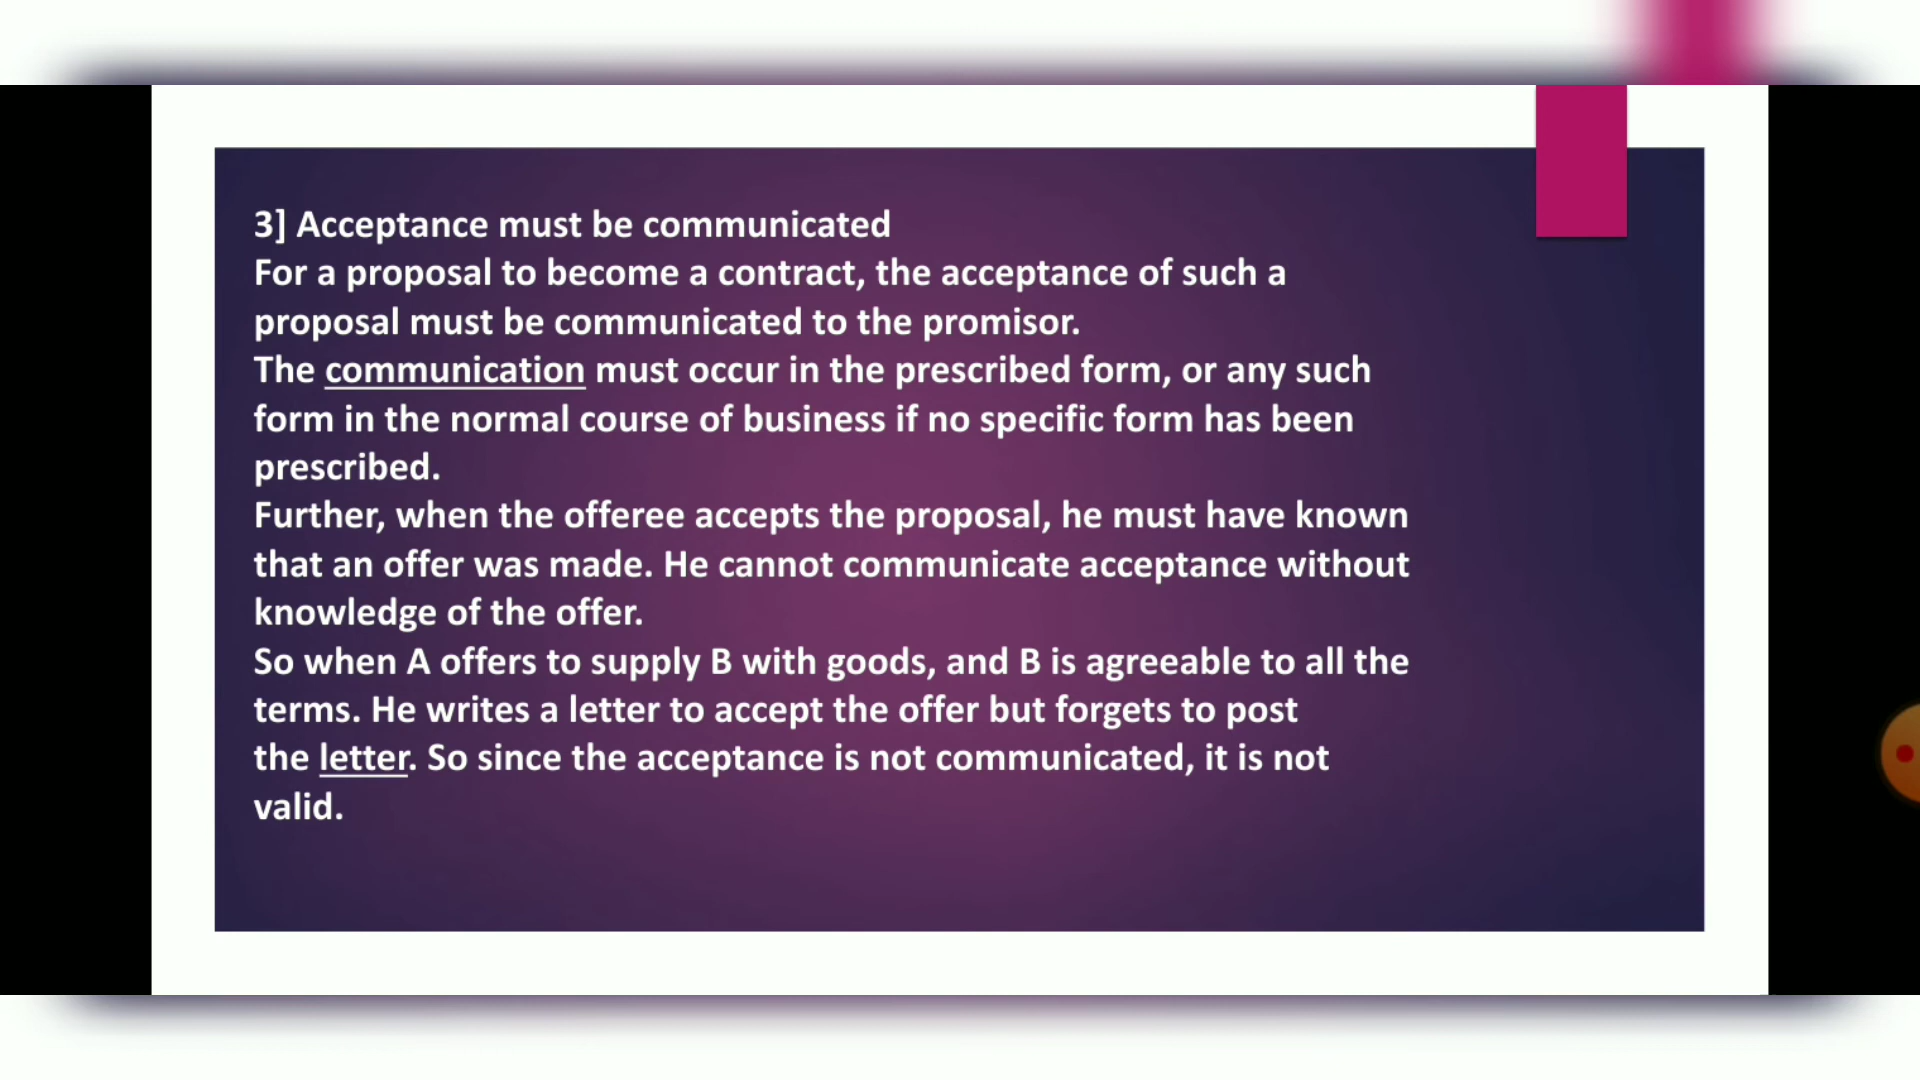 3] Acceptance must be communicated
For a proposal to become a contract, the acceptance of such a
proposal must be communicated to the promisor.
The communication must occur in the prescribed form, or any such
form in the normal course of business if no specific form has been
prescribed.
Further, when the offeree accepts the proposal, he must have known
that an offer was made. He cannot communicate acceptance without
knowledge of the offer.
So when A offers to supply B with goods, and B is agreeable to all the
terms. He writes a letter to accept the offer but forgets to post
the letter. So since the acceptance is not communicated, it is not
valid.